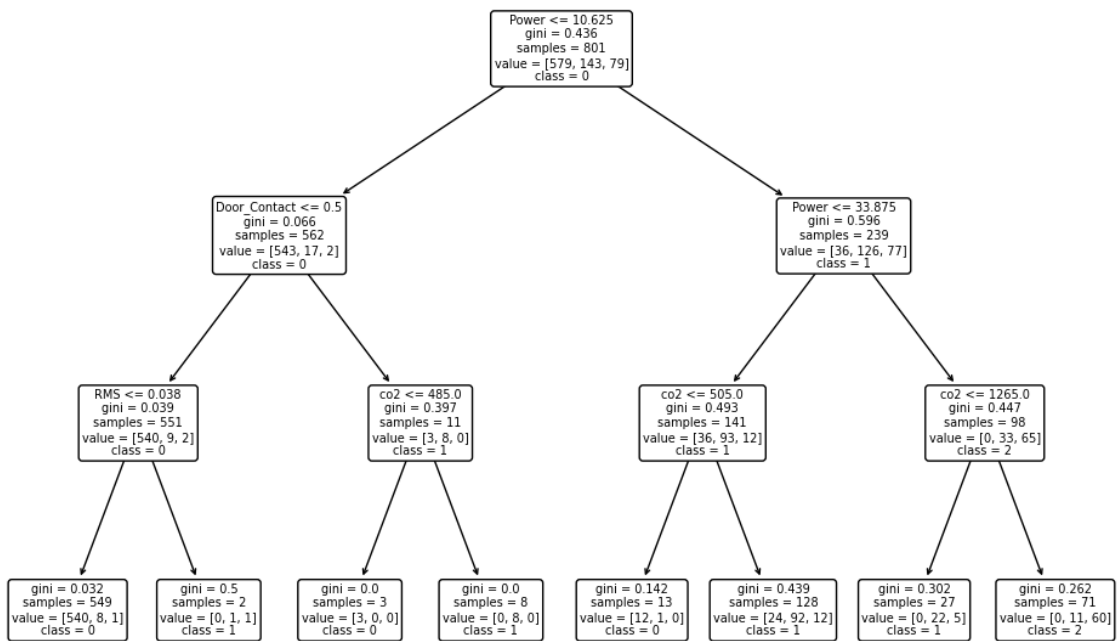 Power <= 10.625
gini = 0.436
samples = 801
value = [579, 143, 79]
class = 0
Door_Contact <= 0.5
gini = 0.066
samples = 562
value = [543, 17, 2]
class = 0
Power <= 33.875
gini = 0.596
samples = 239
value = [36, 126, 77]
class = 1
RMS <= 0.038
gini = 0.039
samples = 551
value = [540, 9, 2]
class = 0
co2 <= 485.0
gini = 0.397
samples = 11
value = [3, 8, 0]
class = 1
co2 <= 505.0
gini = 0.493
samples = 141
value = [36, 93, 12]
class = 1
co2 <= 1265.0
gini = 0.447
samples = 98
value = [0, 33, 65]
class = 2
gini = 0.032
samples = 549
value = [540, 8, 1]
class = 0
gini = 0.5
samples = 2
value = [0, 1, 1]
class = 1
gini = 0.0
samples = 3
value = [3, 0, 0]
class = 0
gini = 0.0
samples = 8
value = [0, 8, 0]
class = 1
gini = 0.142
samples = 13
value = [12, 1, 0]
class = 0
gini = 0.439
samples = 128
value = [24, 92, 12]
class = 1
gini = 0.302
samples = 27
value = [0, 22, 5]
class = 1
gini = 0.262
samples = 71
value = [0, 11, 60]
class = 2